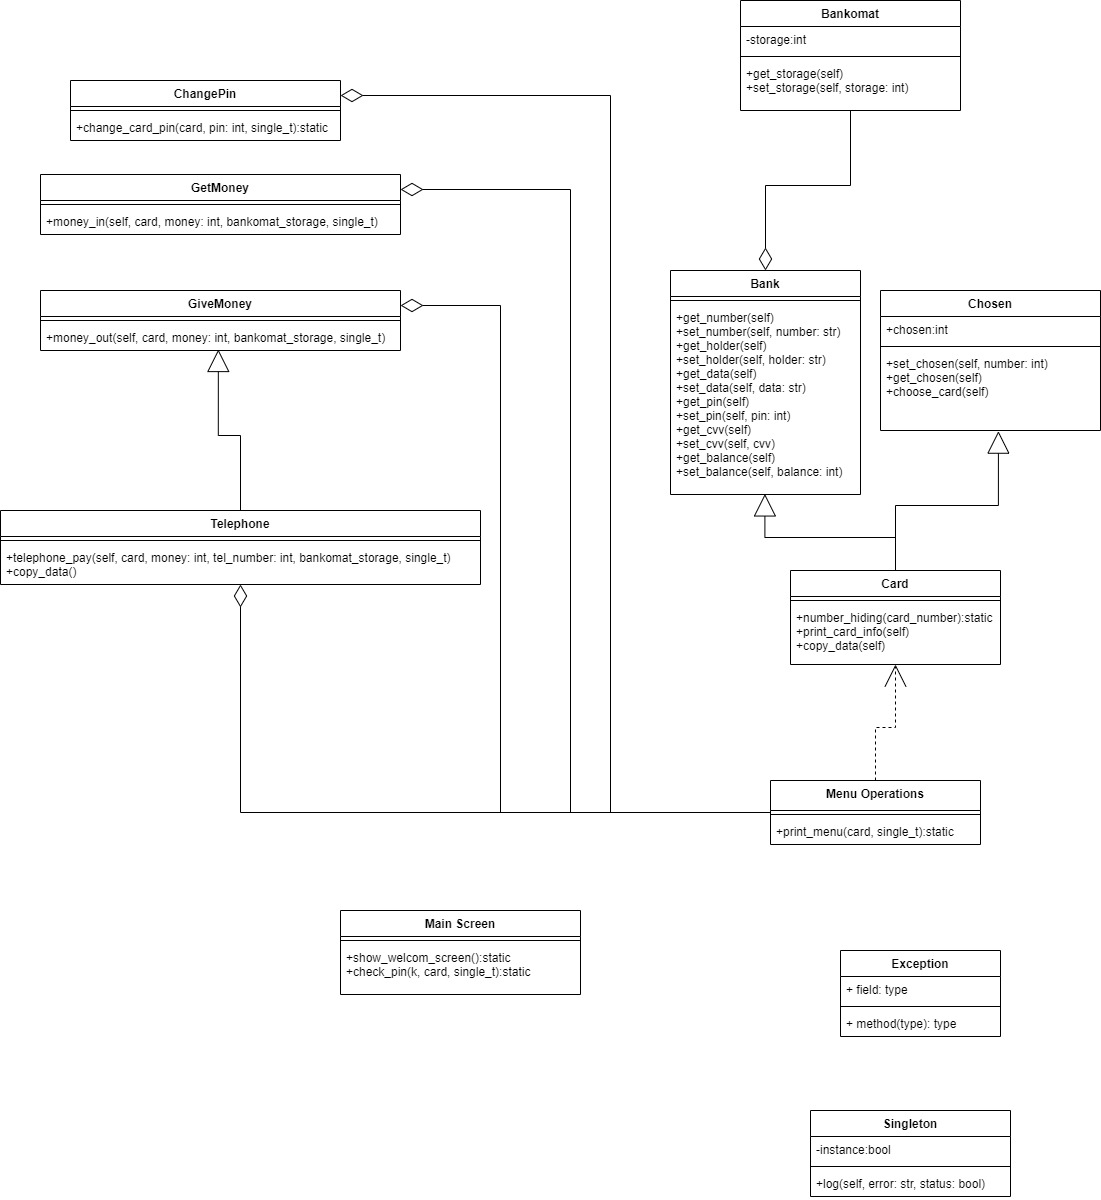 Bankomat
-storage:int
+get_storage(self)
+set_storage(self, storage: int)
ChangePin
+change_card_pin(card, pin: int, single_t):static
GetMoney
+money_in(self, card, money: int, bankomat_storage, single_t)
GiveMoney
+money_out(self, card, money: int, bankomat_storage, single_t)
Bank
+get_number(self)
+set_number(self, number: str)
+get_holder(self)
+set_holder(self, holder: str)
+get_data(self)
+set_data(self, data: str)
+get_pin(self)
+set_pin(self, pin: int)
+get_cvv(self)
+set_cvv(self, cvv)
+get_balance(self)
+set_balance(self, balance: int)
Chosen
+chosen:int
+set_chosen(self, number: int)
+get_chosen(self)
+choose_card(self)
Telephone
+telephone_pay(self, card, money: int, tel_number: int, bankomat_storage, single_t)
+copy_data()
Card
+number_hiding(card_number):static
+print_card_info(self)
+copy_data(self)
Menu Operations
+print_menu(card, single_t):static
Main Screen
+show_welcom_screen():static
+check_pin(k, card, single_t):static
Exception
+ field: type
+ method(type): type
Singleton
-instance:bool
+log(self, error: str, status: bool)